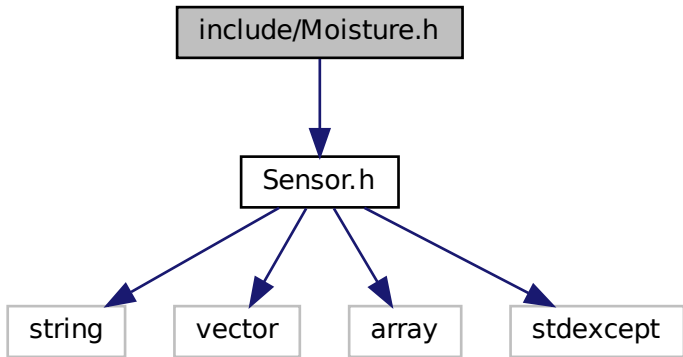 include/Moisture.h
Sensor.h
string
vector
array
stdexcept